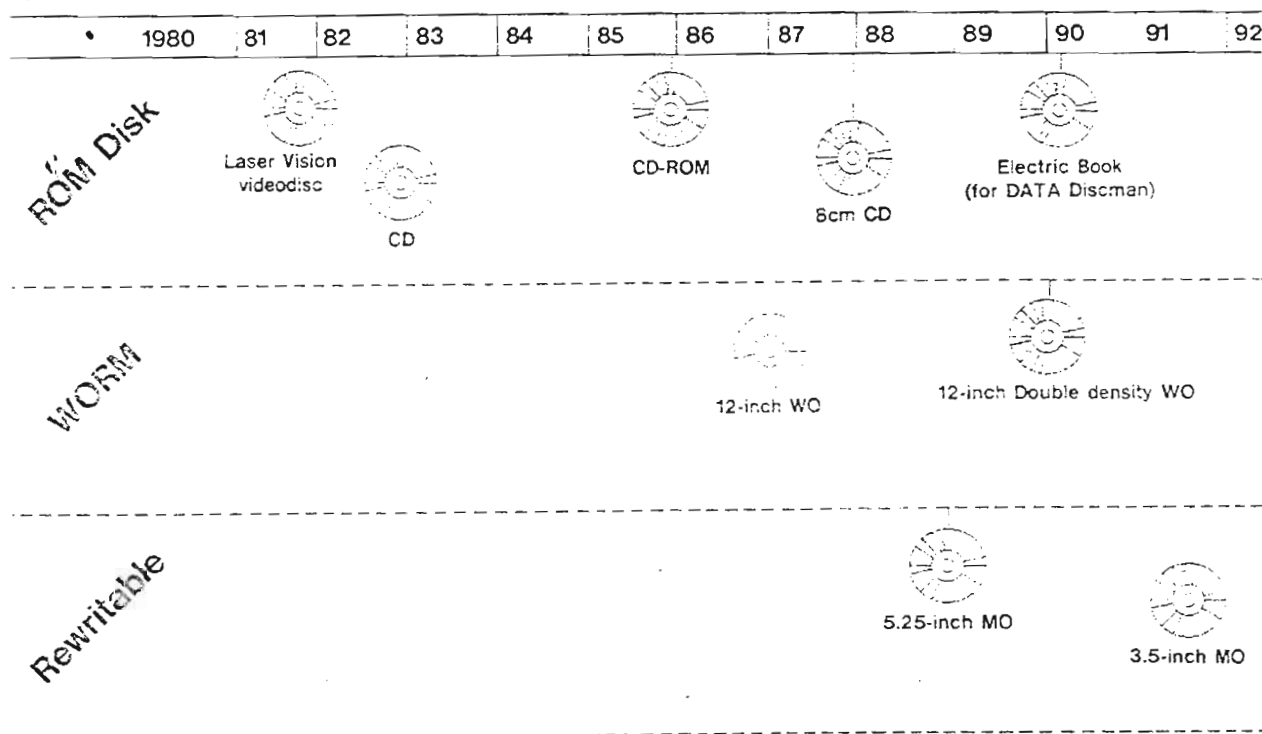 1980 81 82 83 84 85 86 87 88 89 90 91 92
ROM Disk
Laser Vision
videodisc
CD
CD-ROM
8cm CD
Electric Book
(for DATA Discman)
WORM
12-inch WO
12-inch Double density WO
Rewritable
5.25-inch MO
3.5-inch MO